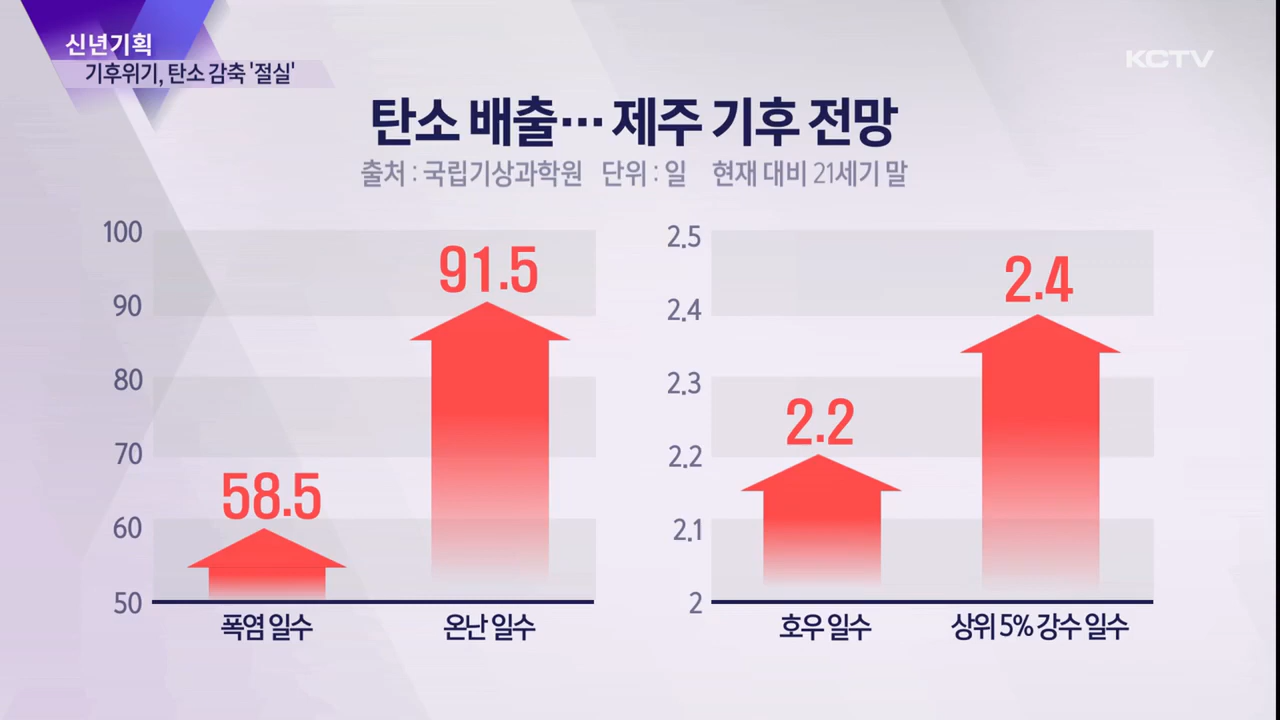 신년기획
기후위기, 탄소 감축 '절실'
KCTV
탄소 배출… 제주 기후 전망
출처 : 국립기상과학원 단위 : 일 현재 대비 21세기 말
100
90
80
70
60
50
58.5
91.5
폭염 일수
온난 일수
2.5
2.4
2.3
2.2
2.1
2
2.2
2.4
호우 일수
상위 5% 강수 일수